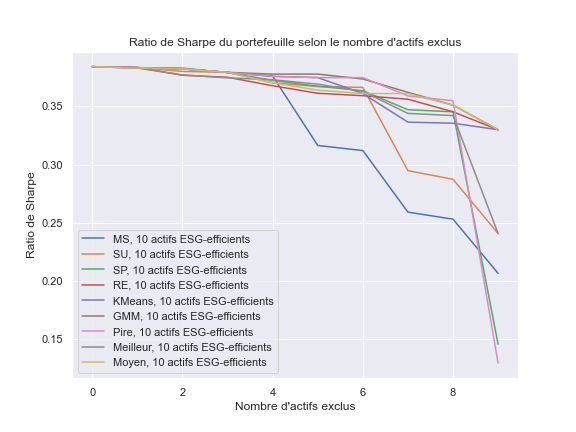 Ratio de Sharpe du portefeuille selon le nombre d'actifs exclus
Ratio de Sharpe
0.35
0.30
0.25
0.20
0.15
MS, 10 actifs ESG-efficients
SU, 10 actifs ESG-efficients
SP, 10 actifs ESG-efficients
RE, 10 actifs ESG-efficients
KMeans, 10 actifs ESG-efficients
GMM, 10 actifs ESG-efficients
Pire, 10 actifs ESG-efficients
Meilleur, 10 actifs ESG-efficients
Moyen, 10 actifs ESG-efficients
0 2 4 6 8
Nombre d'actifs exclus